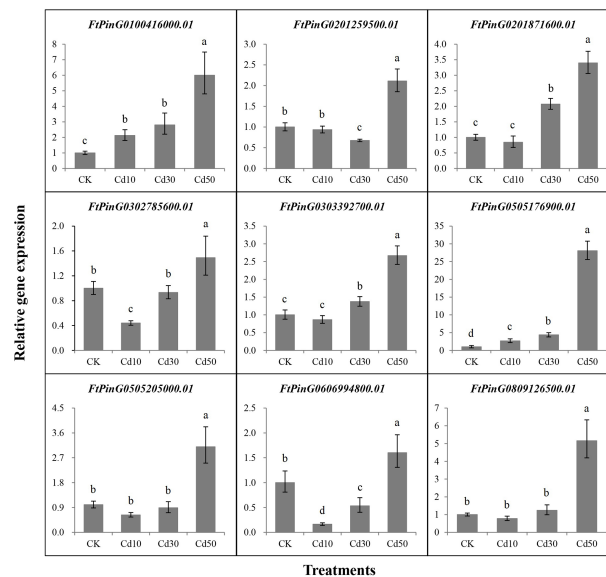 Relative gene expression
FtPinG0100416000.01
8
7
6
5
4
3
2
1
0
c
b
b
a
CK Cd10 Cd30 Cd50
FtPinG0201259500.01
3.0
2.5
2.0
1.5
1.0
0.5
0.0
b
b
c
a
CK Cd10 Cd30 Cd50
FtPinG0201871600.01
4.0
3.5
3.0
2.5
2.0
1.5
1.0
0.5
0.0
c
c
b
a
CK Cd10 Cd30 Cd50
FtPinG0302785600.01
2.0
1.6
1.2
0.8
0.4
0.0
b
c
b
a
CK Cd10 Cd30 Cd50
FtPinG0303392700.01
3.5
3.0
2.5
2.0
1.5
1.0
0.5
0.0
c
c
b
a
CK Cd10 Cd30 Cd50
FtPinG0505176900.01
35
30
25
20
15
10
5
0
d
c
b
a
CK Cd10 Cd30 Cd50
FtPinG0505205000.01
4.5
3.6
2.7
1.8
0.9
0.0
b
b
b
a
CK Cd10 Cd30 Cd50
FtPinG0606994800.01
2.5
2.0
1.5
1.0
0.5
0.0
b
d
c
a
CK Cd10 Cd30 Cd50
FtPinG0809126500.01
7
6
5
4
3
2
1
0
b
b
b
a
CK Cd10 Cd30 Cd50
Treatments